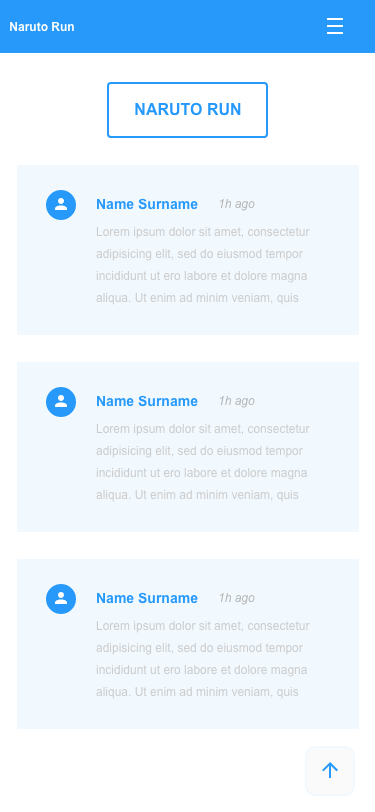 Naruto Run
NARUTO RUN
Name Surname 1h ago
Lorem ipsum dolor sit amet, consectetur
adipisicing elit, sed do eiusmod tempor
incididunt ut ero labore et dolore magna
aliqua. Ut enim ad minim veniam, quis
Name Surname 1h ago
Lorem ipsum dolor sit amet, consectetur
adipisicing elit, sed do eiusmod tempor
incididunt ut ero labore et dolore magna
aliqua. Ut enim ad minim veniam, quis
Name Surname 1h ago
Lorem ipsum dolor sit amet, consectetur
adipisicing elit, sed do eiusmod tempor
incididunt ut ero labore et dolore magna
aliqua. Ut enim ad minim veniam, quis